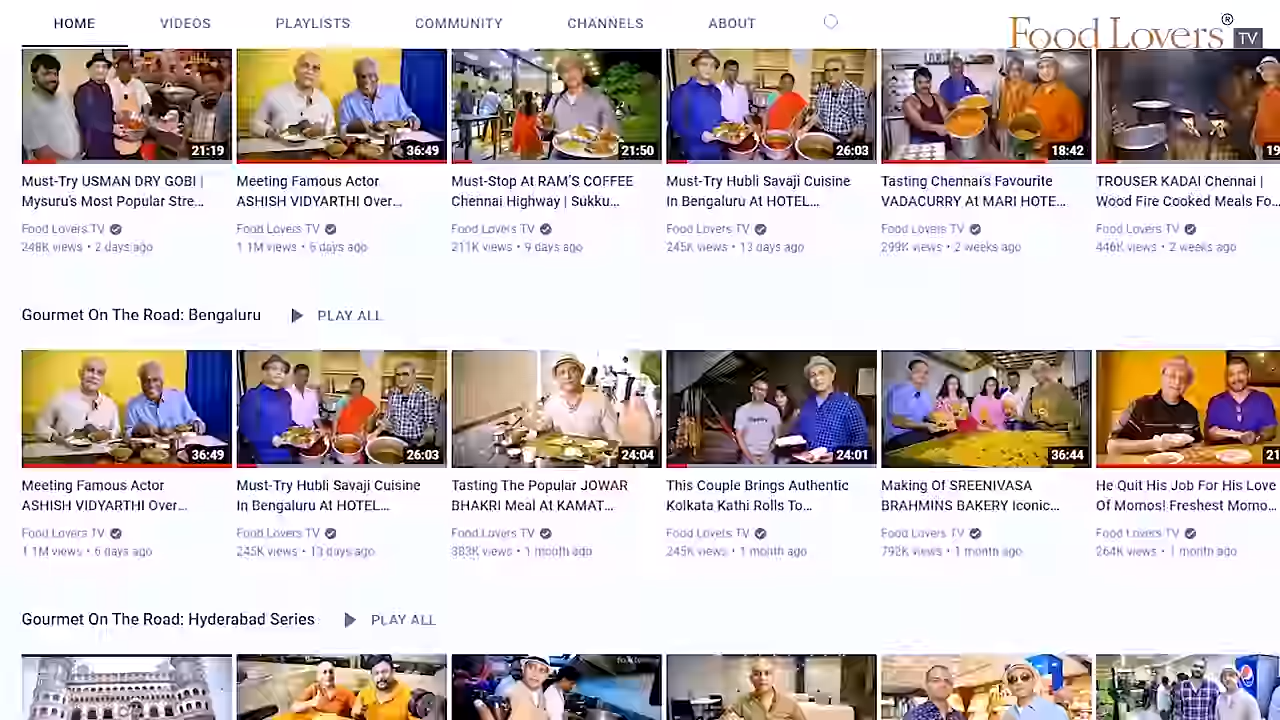 HOME VIDEOS PLAYLISTS COMMUNITY CHANNELS ABOUT
Food Lovers® TV
21:19 36:49 21:50 26:03 18:42 19
Must-Try USMAN DRY GOBI | Mysuru's Most Popular Stre...
Food Lovers TV
248K views • 2 days ago
Meeting Famous Actor
ASHISH VIDYARTHI Over...
Food Lovers TV
1.1M views • 6 days ago
Must-Stop At RAM'S COFFEE
Chennai Highway | Sukku...
Food Lovers TV
211K views • 9 days ago
Must-Try Hubli Savaji Cuisine
In Bengaluru At HOTEL...
Food Lovers TV
245K views • 13 days ago
Tasting Chennai's Favourite
VADACURRY At MARI HOTE...
Food Lovers TV
299K views • 2 weeks ago
TROUSER KADAI Chennai |
Wood Fire Cooked Meals Fo...
Food Lovers TV
446K views • 2 weeks ago
Gourmet On The Road: Bengaluru PLAY ALL
36:49 26:03 24:04 24:01 36:44 21
Meeting Famous Actor
ASHISH VIDYARTHI Over...
Food Lovers TV
1.1M views • 6 days ago
Must-Try Hubli Savaji Cuisine
In Bengaluru At HOTEL...
Food Lovers TV
245K views • 13 days ago
Tasting The Popular JOWAR
BHAKRI Meal At KAMAT...
Food Lovers TV
383K views • 1 month ago
This Couple Brings Authentic
Kolkata Kathi Rolls To...
Food Lovers TV
245K views • 1 month ago
Making Of SREENIVASA
BRAHMINS BAKERY Iconic...
Food Lovers TV
792K views • 1 month ago
He Quit His Job For His Love
Of Momos! Freshest Momo...
Food Lovers TV
264K views • 1 month ago
Gourmet On The Road: Hyderabad Series PLAY ALL